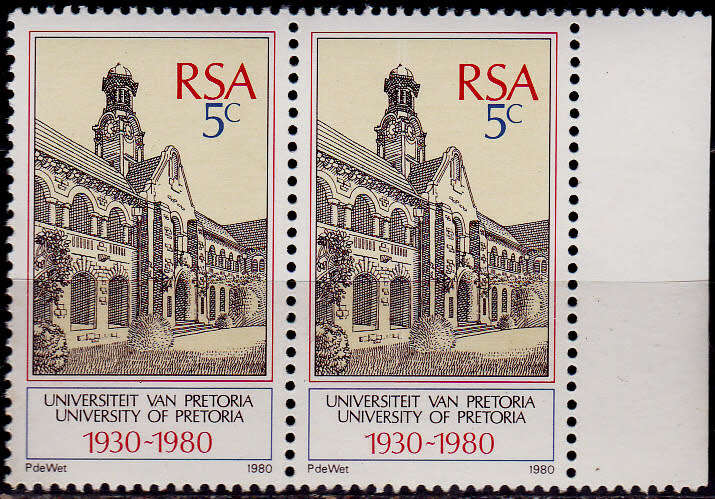 RSA
5c
UNIVERSITEIT VAN PRETORIA
UNIVERSITY OF PRETORIA
1930~1980
PdeWet 1980
RSA
5c
UNIVERSITEIT VAN PRETORIA
UNIVERSITY OF PRETORIA
1930~1980
PdeWet 1980